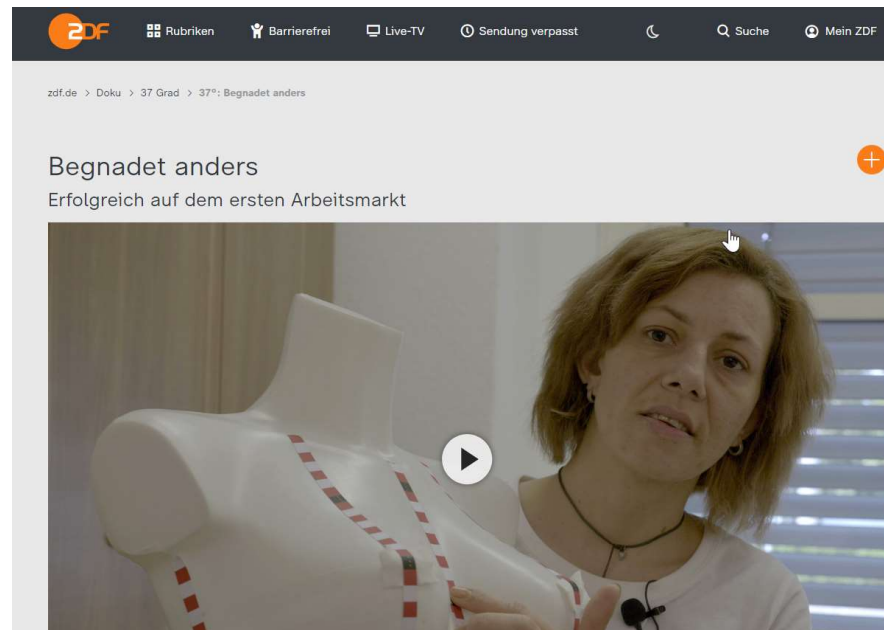 ZDF Rubriken Barrierefrei Live-TV Sendung verpasst Suche Mein ZDF
zdf.de > Doku > 37 Grad > 37°: Begnadet anders
Begnadet anders
Erfolgreich auf dem ersten Arbeitsmarkt